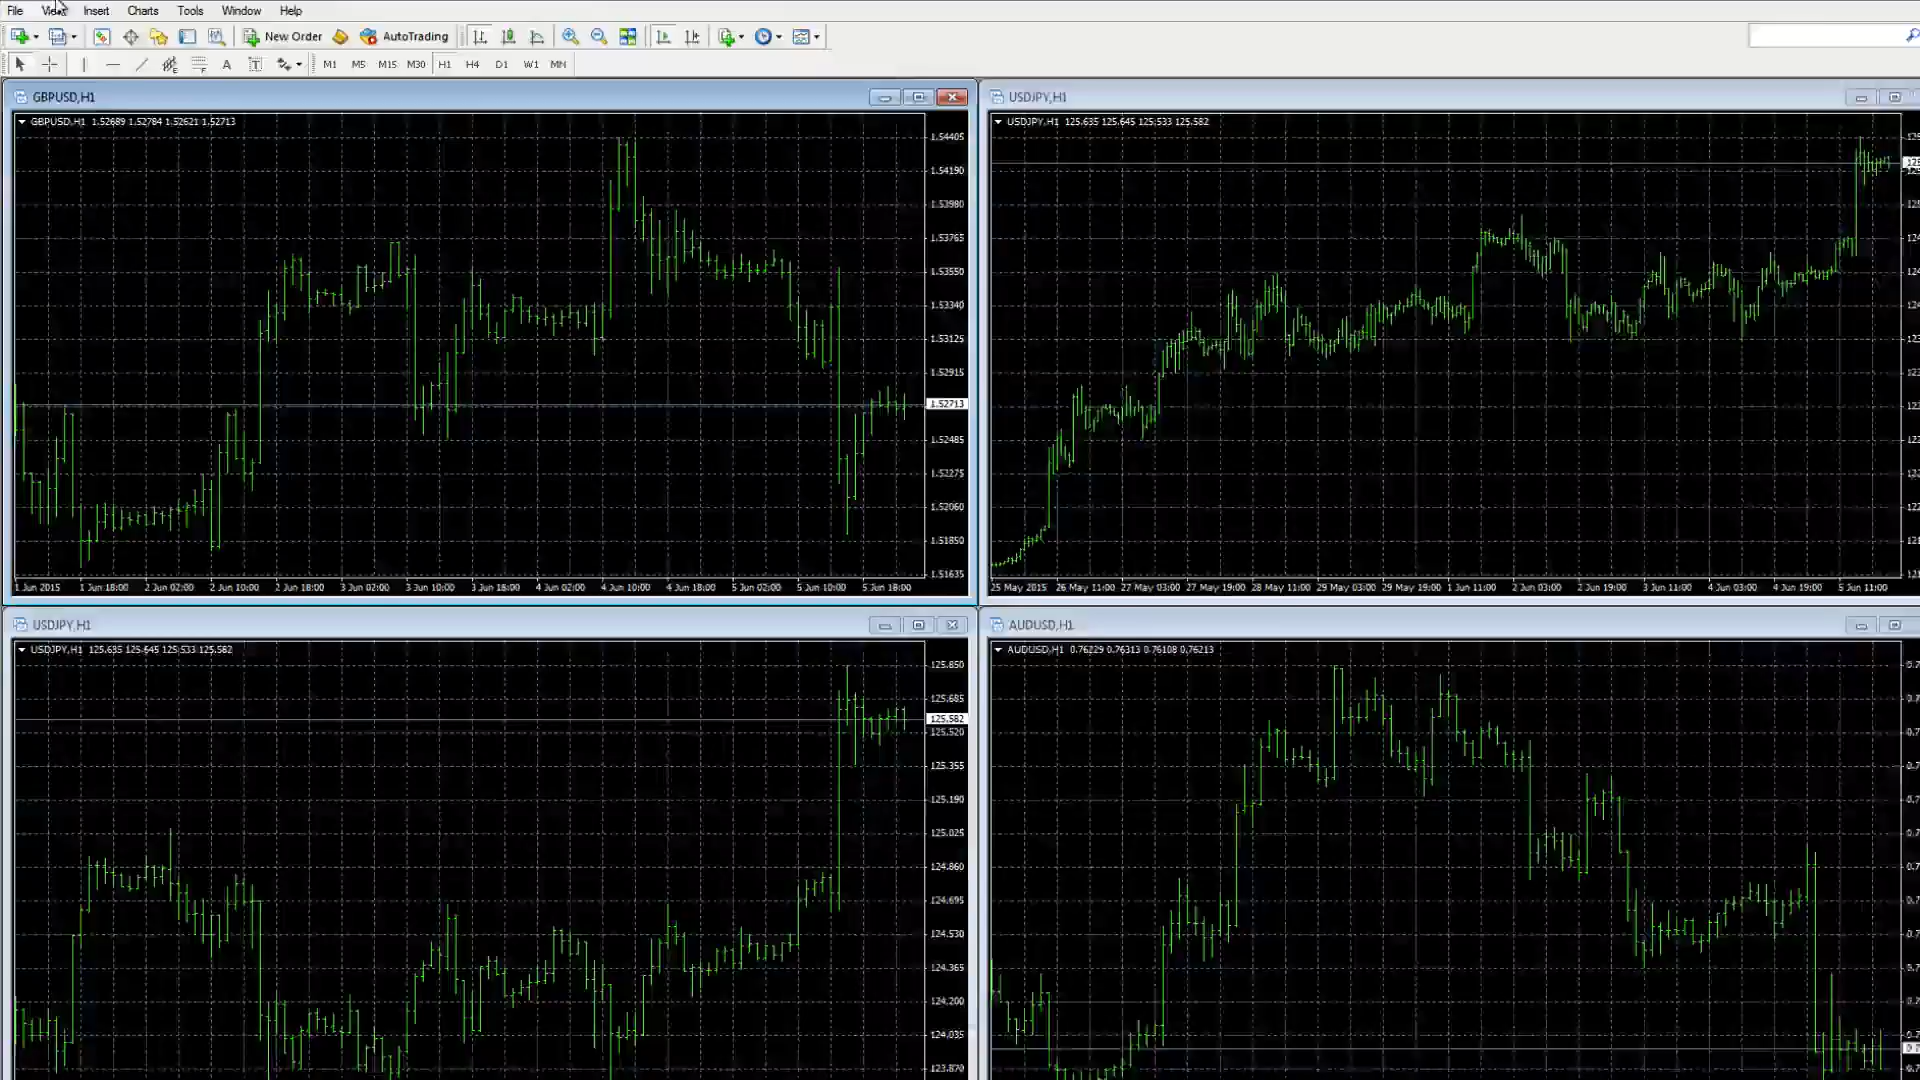 File View Insert Charts Tools Window Help
New Order AutoTrading
A T M1 M5 M15 M30 H1 H4 D1 W1 MN
GBPUSD,H1
GBPUSD,H1 1.52689 1.52784 1.52621 1.52713
1.54405
1.54190
1.53980
1.53765
1.53550
1.53340
1.53125
1.52915
1.52713
1.52485
1.52275
1.52060
1.51850
1.51635
1 Jun 2015 1 Jun 18:00 2 Jun 02:00 2 Jun 10:00 2 Jun 18:00 3 Jun 02:00 3 Jun 10:00 3 Jun 18:00 4 Jun 02:00 4 Jun 10:00 4 Jun 18:00 5 Jun 02:00 5 Jun 10:00 5 Jun 18:00
USDJPY,H1
USDJPY,H1 125.635 125.645 125.533 125.582
25 May 2015 26 May 11:00 27 May 03:00 27 May 19:00 28 May 11:00 29 May 03:00 29 May 19:00 1 Jun 11:00 2 Jun 03:00 2 Jun 19:00 3 Jun 11:00 4 Jun 03:00 4 Jun 19:00 5 Jun 11:00
USDJPY,H1
USDJPY,H1 125.635 125.645 125.533 125.582
125.850
125.685
125.582
125.520
125.355
125.190
125.025
124.860
124.695
124.530
124.365
124.200
124.035
123.870
AUDUSD,H1
AUDUSD,H1 0.76229 0.76313 0.76108 0.76213